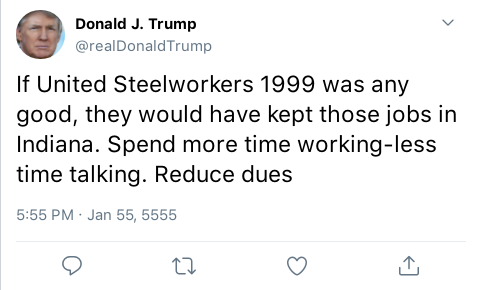 Donald J. Trump
@realDonaldTrump
If United Steelworkers 1999 was any
good, they would have kept those jobs in
Indiana. Spend more time working-less
time talking. Reduce dues
5:55 PM · Jan 55, 5555